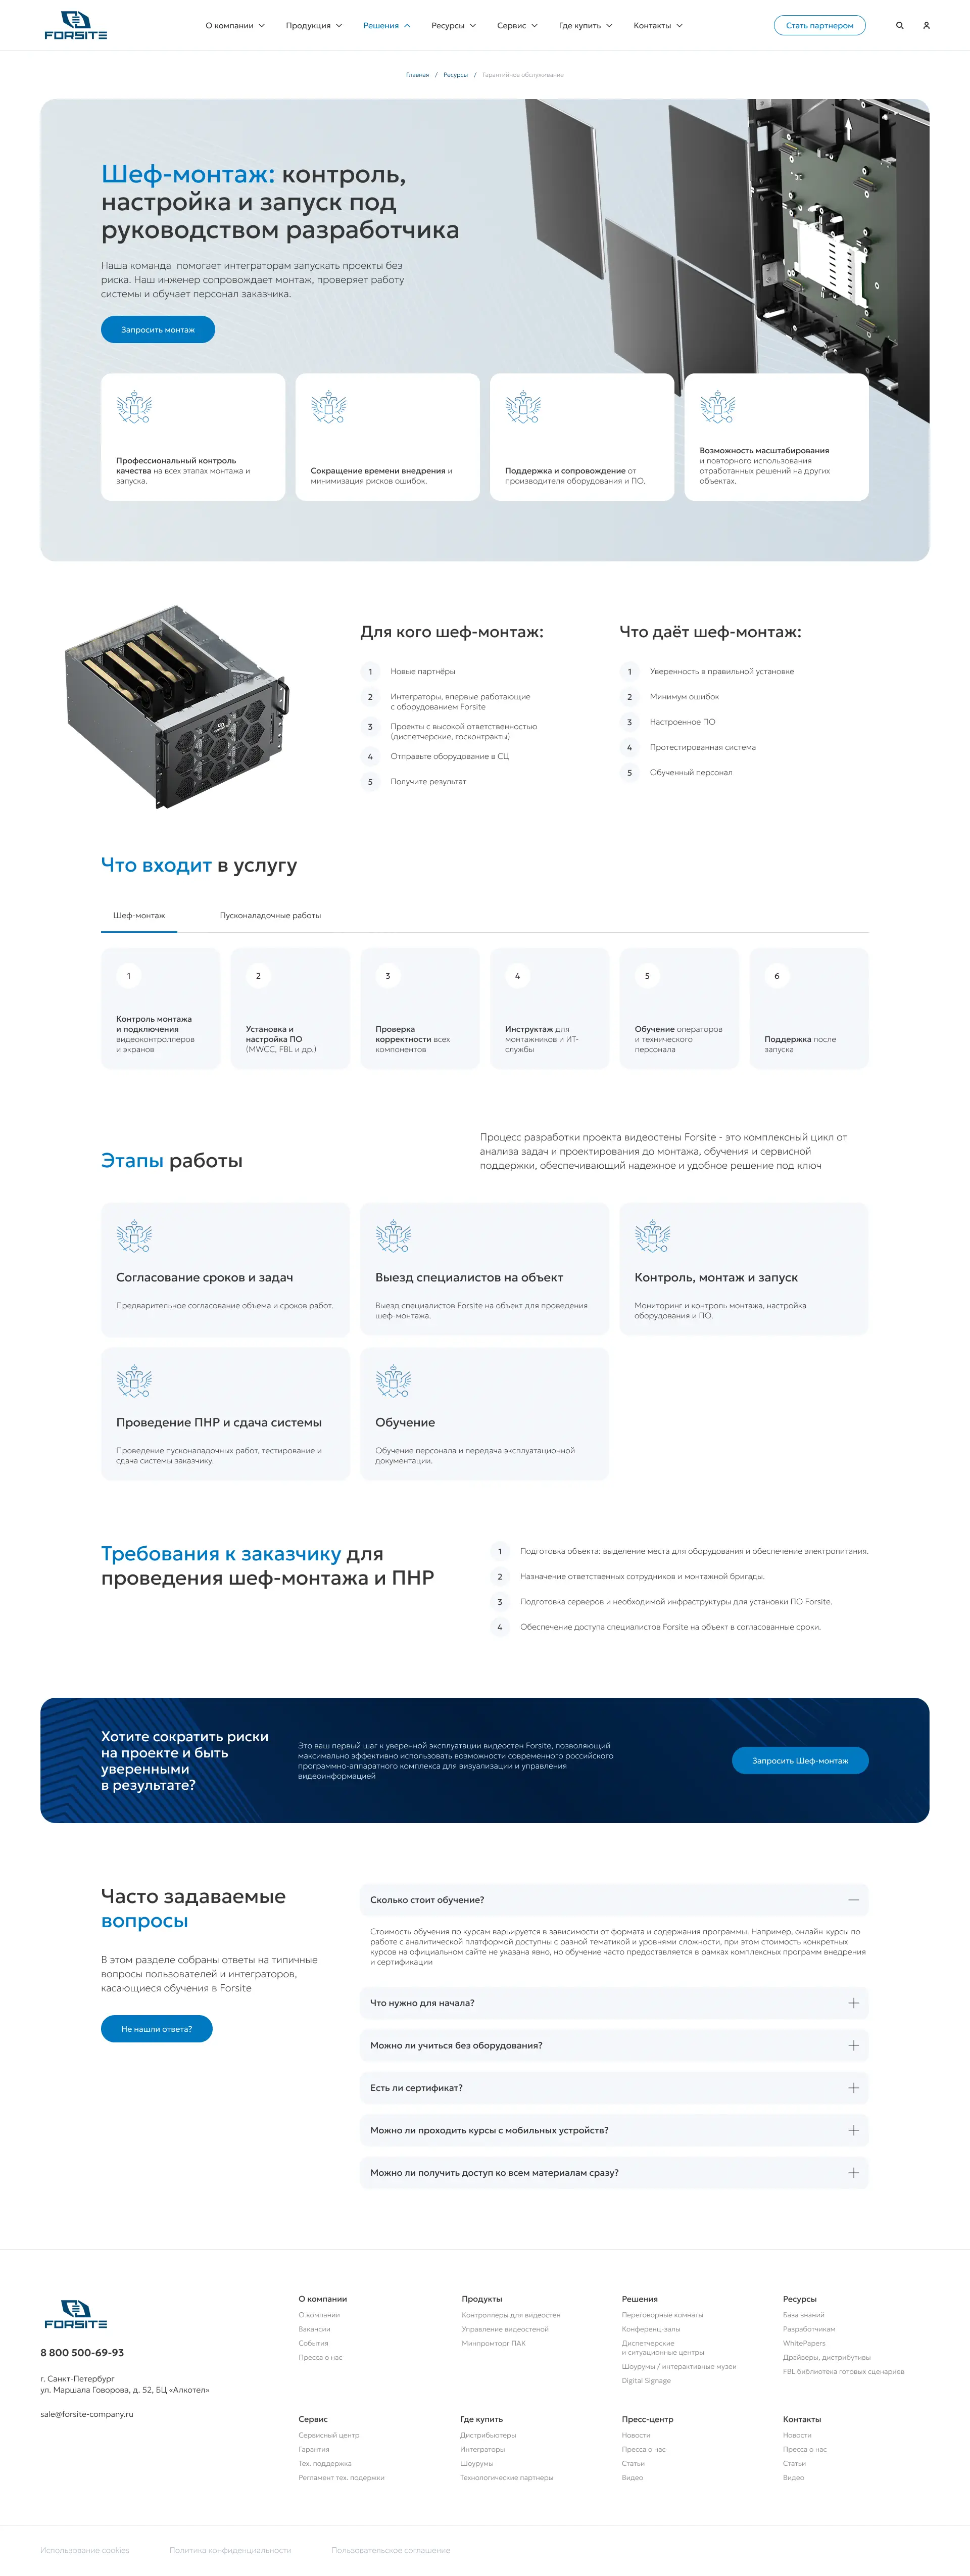 FORSITE
О компании
Продукция
Решения
Ресурсы
Сервис
Где купить
Контакты
Стать партнером
Главная / Ресурсы / Гарантийное обслуживание
Шеф-монтаж: контроль,
настройка и запуск под
руководством разработчика
Наша команда помогает интеграторам запускать проекты без
риска. Наш инженер сопровождает монтаж, проверяет работу
системы и обучает персонал заказчика.
Запросить монтаж
Профессиональный контроль
качества на всех этапах монтажа и
запуска.
Сокращение времени внедрения и
минимизация рисков ошибок.
Поддержка и сопровождение от
производителя оборудования и ПО.
Возможность масштабирования
и повторного использования
отработанных решений на других
объектах.
Для кого шеф-монтаж:
1 Новые партнёры
2 Интеграторы, впервые работающие
с оборудованием Forsite
3 Проекты с высокой ответственностью
(диспетчерские, госконтракты)
4 Отправьте оборудование в СЦ
5 Получите результат
Что даёт шеф-монтаж:
1 Уверенность в правильной установке
2 Минимум ошибок
3 Настроенное ПО
4 Протестированная система
5 Обученный персонал
Что входит в услугу
Шеф-монтаж
Пусконаладочные работы
1
Контроль монтажа
и подключения
видеоконтроллеров
и экранов
2
Установка и
настройка ПО
(MWCC, FBL и др.)
3
Проверка
корректности всех
компонентов
4
Инструктаж для
монтажников и ИТ-
службы
5
Обучение операторов
и технического
персонала
6
Поддержка после
запуска
Этапы работы
Процесс разработки проекта видеостены Forsite - это комплексный цикл от
анализа задач и проектирования до монтажа, обучения и сервисной
поддержки, обеспечивающий надежное и удобное решение под ключ
Согласование сроков и задач
Предварительное согласование объема и сроков работ.
Выезд специалистов на объект
Выезд специалистов Forsite на объект для проведения
шеф-монтажа.
Контроль, монтаж и запуск
Мониторинг и контроль монтажа, настройка
оборудования и ПО.
Проведение ПНР и сдача системы
Проведение пусконаладочных работ, тестирование и
сдача системы заказчику.
Обучение
Обучение персонала и передача эксплуатационной
документации.
Требования к заказчику для
проведения шеф-монтажа и ПНР
1 Подготовка объекта: выделение места для оборудования и обеспечение электропитания.
2 Назначение ответственных сотрудников и монтажной бригады.
3 Подготовка серверов и необходимой инфраструктуры для установки ПО Forsite.
4 Обеспечение доступа специалистов Forsite на объект в согласованные сроки.
Хотите сократить риски
на проекте и быть
уверенными
в результате?
Это ваш первый шаг к уверенной эксплуатации видеостен Forsite, позволяющий
максимально эффективно использовать возможности современного российского
программно-аппаратного комплекса для визуализации и управления
видеоинформацией
Запросить Шеф-монтаж
Часто задаваемые
вопросы
В этом разделе собраны ответы на типичные
вопросы пользователей и интеграторов,
касающиеся обучения в Forsite
Не нашли ответа?
Сколько стоит обучение?
Стоимость обучения по курсам варьируется в зависимости от формата и содержания программы. Например, онлайн-курсы по
работе с аналитической платформой доступны с разной тематикой и уровнями сложности, при этом стоимость конкретных
курсов на официальном сайте не указана явно, но обучение часто предоставляется в рамках комплексных программ внедрения
и сертификации
Что нужно для начала?
Можно ли учиться без оборудования?
Есть ли сертификат?
Можно ли проходить курсы с мобильных устройств?
Можно ли получить доступ ко всем материалам сразу?
FORSITE
8 800 500-69-93
г. Санкт-Петербург
ул. Маршала Говорова, д. 52, БЦ «Алкотел»
sale@forsite-company.ru
О компании
О компании
Вакансии
События
Пресса о нас
Продукты
Контроллеры для видеостен
Управление видеостеной
Минпромторг ПАК
Решения
Переговорные комнаты
Конференц-залы
Диспетчерские
и ситуационные центры
Шоурумы / интерактивные музеи
Digital Signage
Ресурсы
База знаний
Разработчикам
WhitePapers
Драйверы, дистрибутивы
FBL библиотека готовых сценариев
Сервис
Сервисный центр
Гарантия
Тех. поддержка
Регламент тех. подержки
Где купить
Дистрибьютеры
Интеграторы
Шоурумы
Технологические партнеры
Пресс-центр
Новости
Пресса о нас
Статьи
Видео
Контакты
Новости
Пресса о нас
Статьи
Видео
Использование cookies
Политика конфиденциальности
Пользовательское соглашение